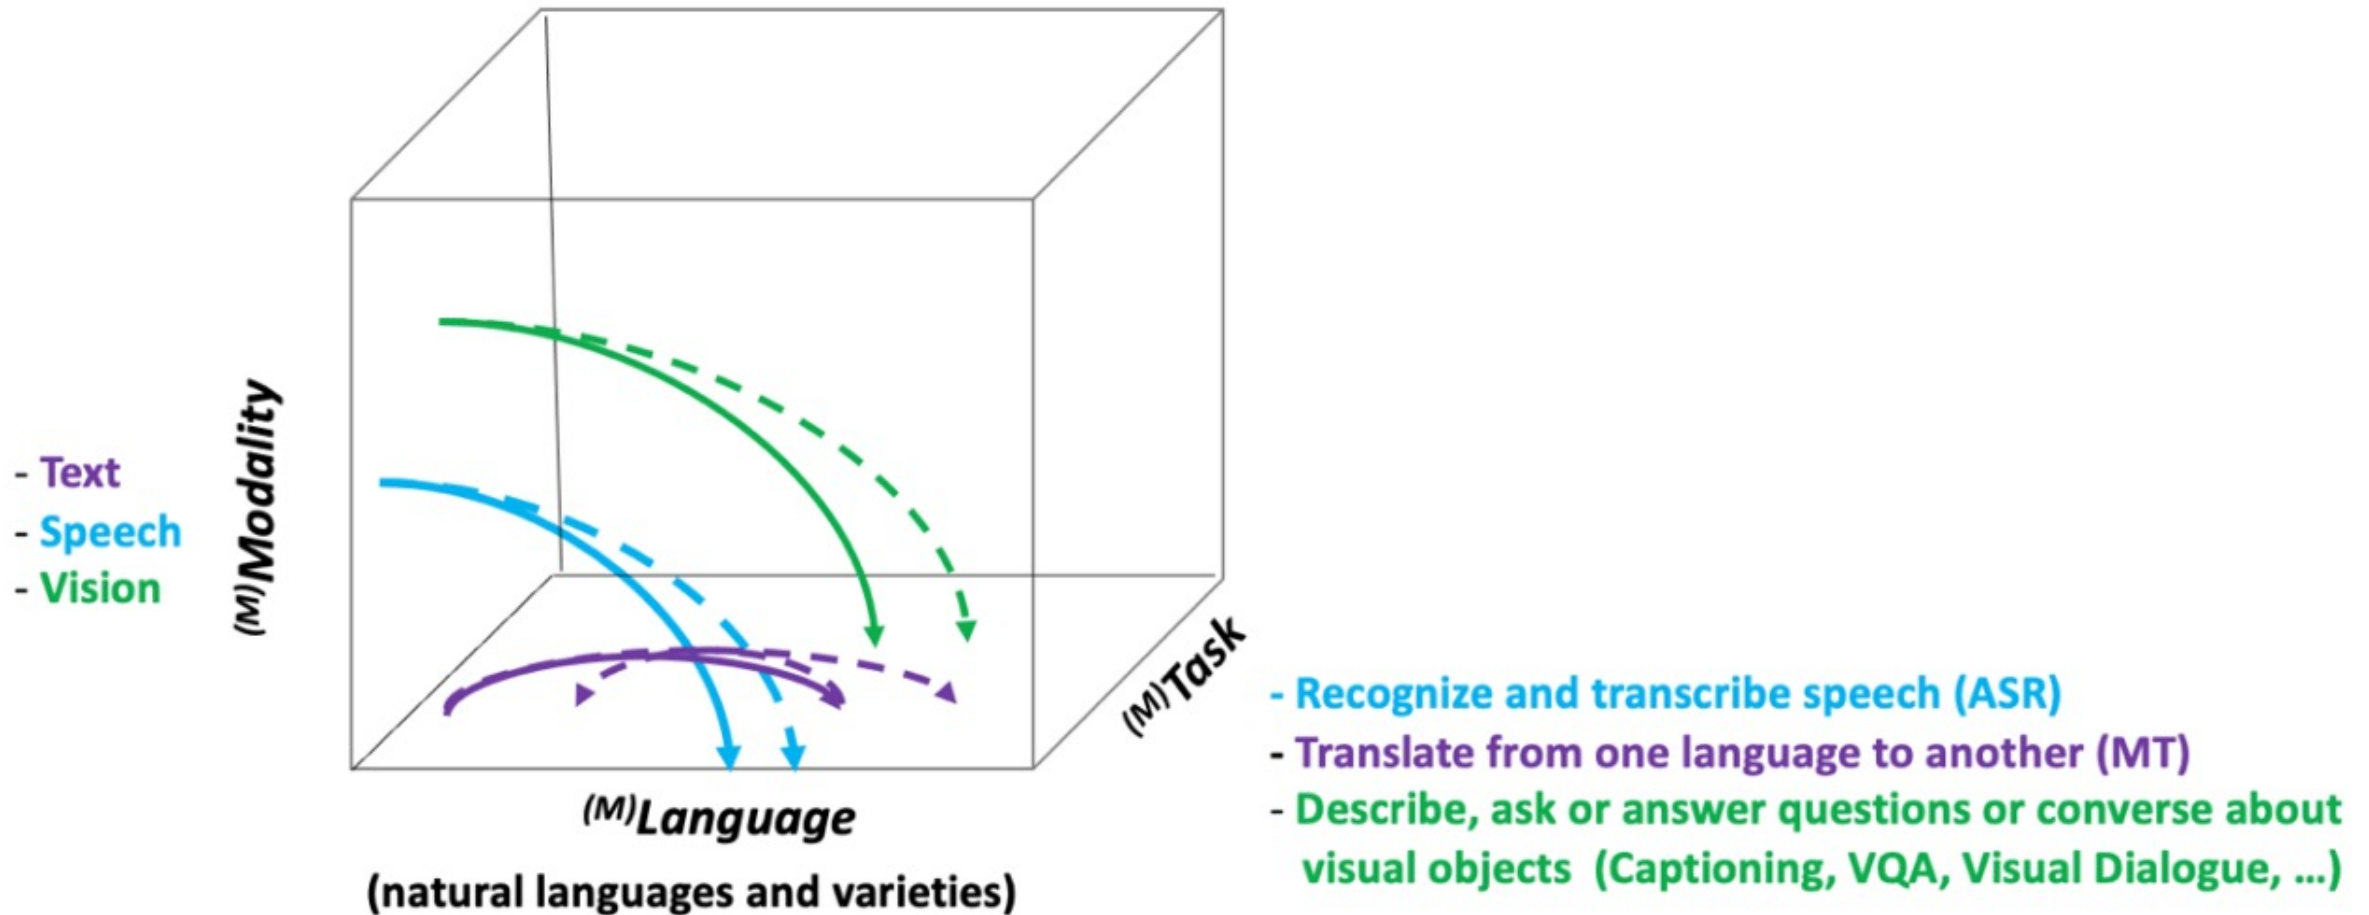 - Text
- Speech
- Vision
(M)Modality
(M)Language
(natural languages and varieties)
(M)Task
- Recognize and transcribe speech (ASR)
- Translate from one language to another (MT)
- Describe, ask or answer questions or converse about
visual objects (Captioning, VQA, Visual Dialogue, ...)